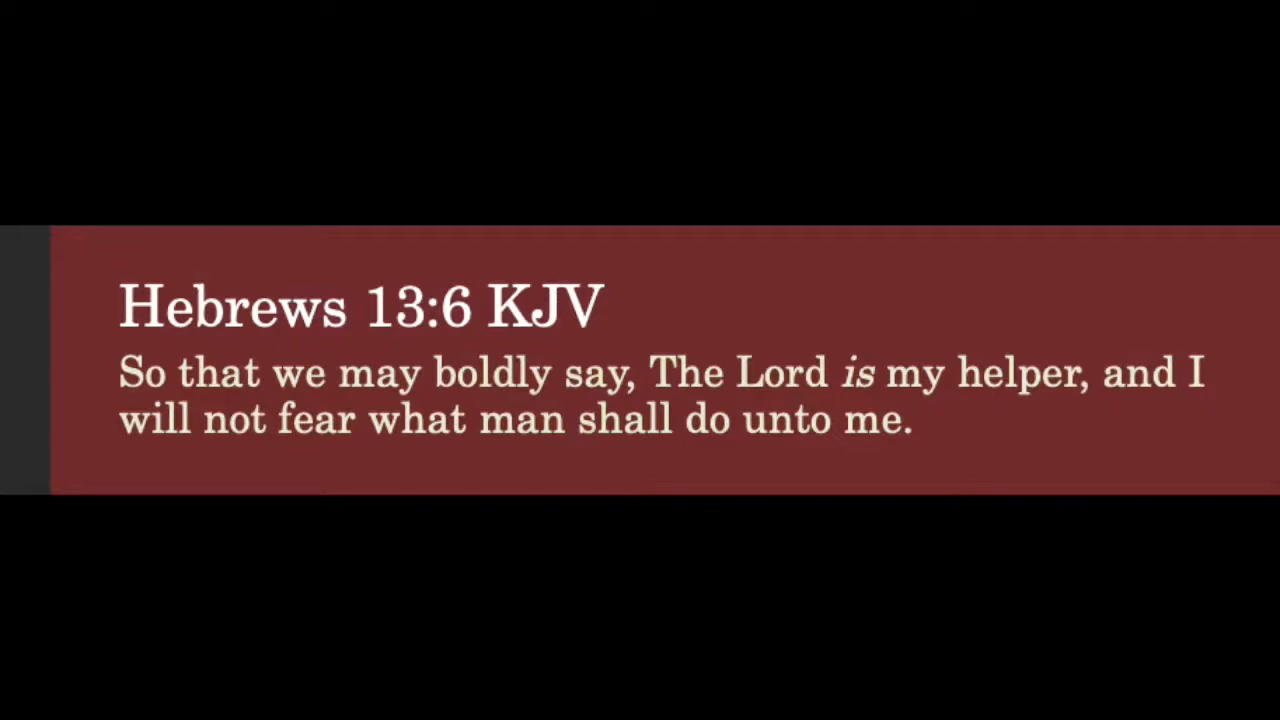 Hebrews 13:6 KJV
So that we may boldly say, The Lord is my helper, and I
will not fear what man shall do unto me.